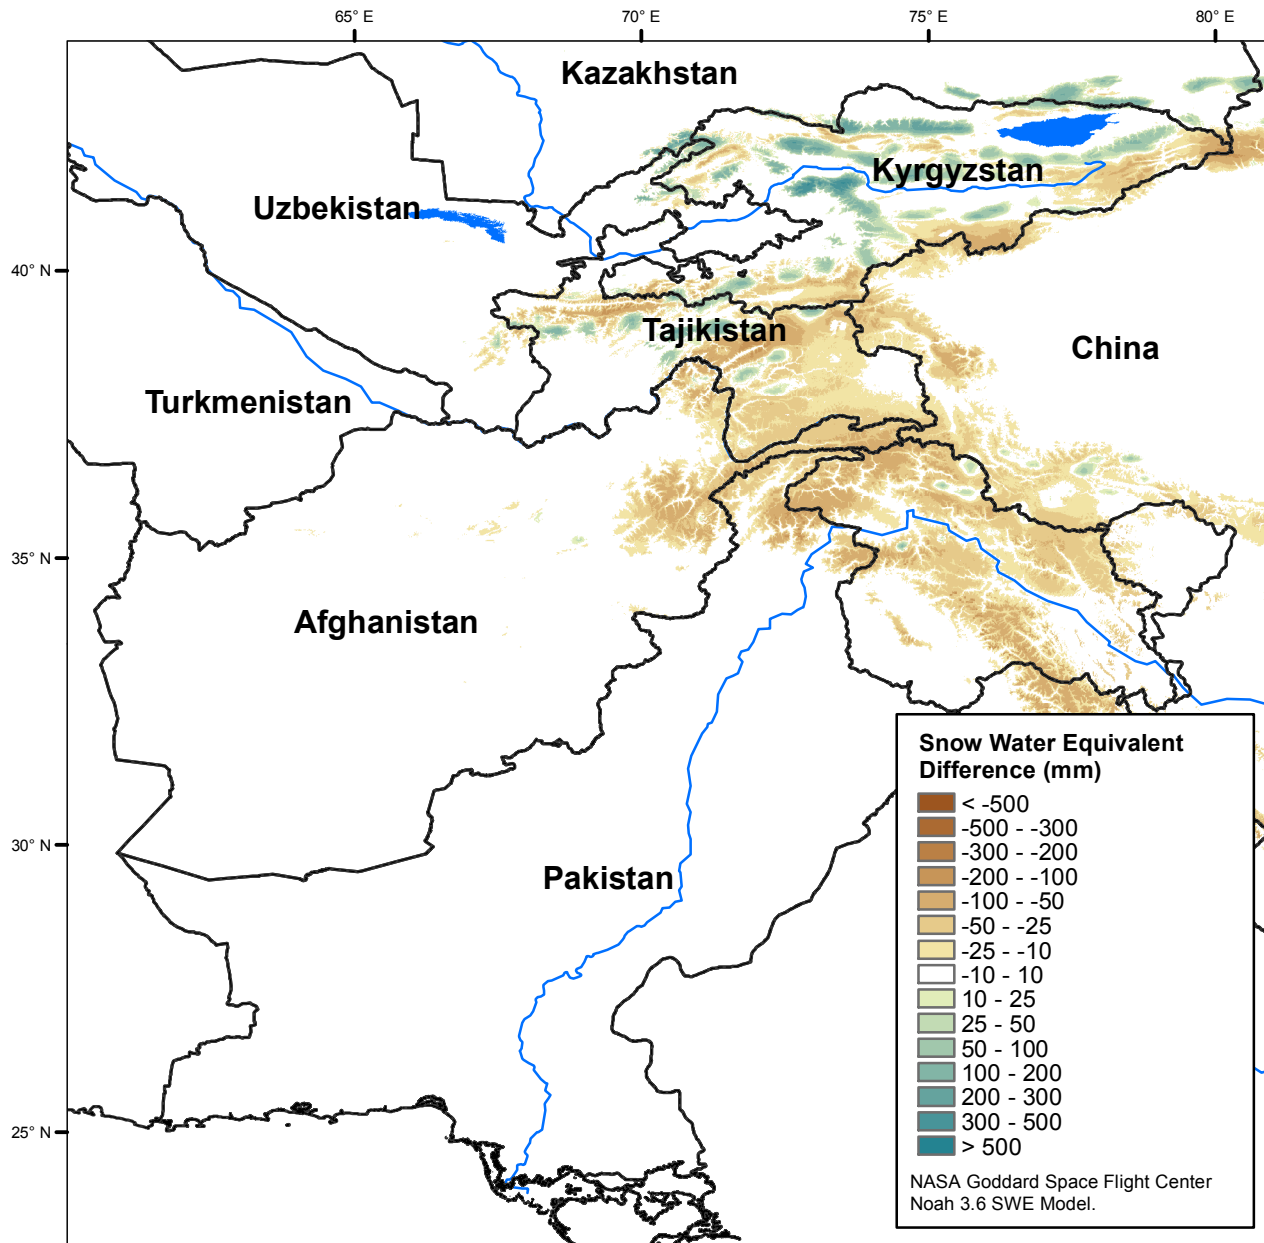 65° E 70° E 75° E 80° E
Kazakhstan
Kyrgyzstan
Uzbekistan
40° N
Tajikistan
China
Turkmenistan
35° N
Afghanistan
Snow Water Equivalent
Difference (mm)
< -500
-500 - -300
-300 - -200
-200 - -100
-100 - -50
-50 - -25
-25 - -10
-10 - 10
10 - 25
25 - 50
50 - 100
100 - 200
200 - 300
300 - 500
> 500
NASA Goddard Space Flight Center
Noah 3.6 SWE Model.
30° N
Pakistan
25° N